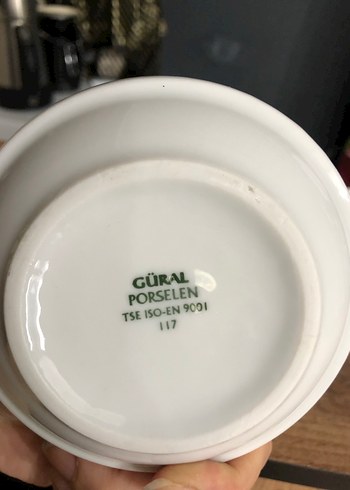 GÜRAL
PORSELEN
TSE ISO-EN 9001
117